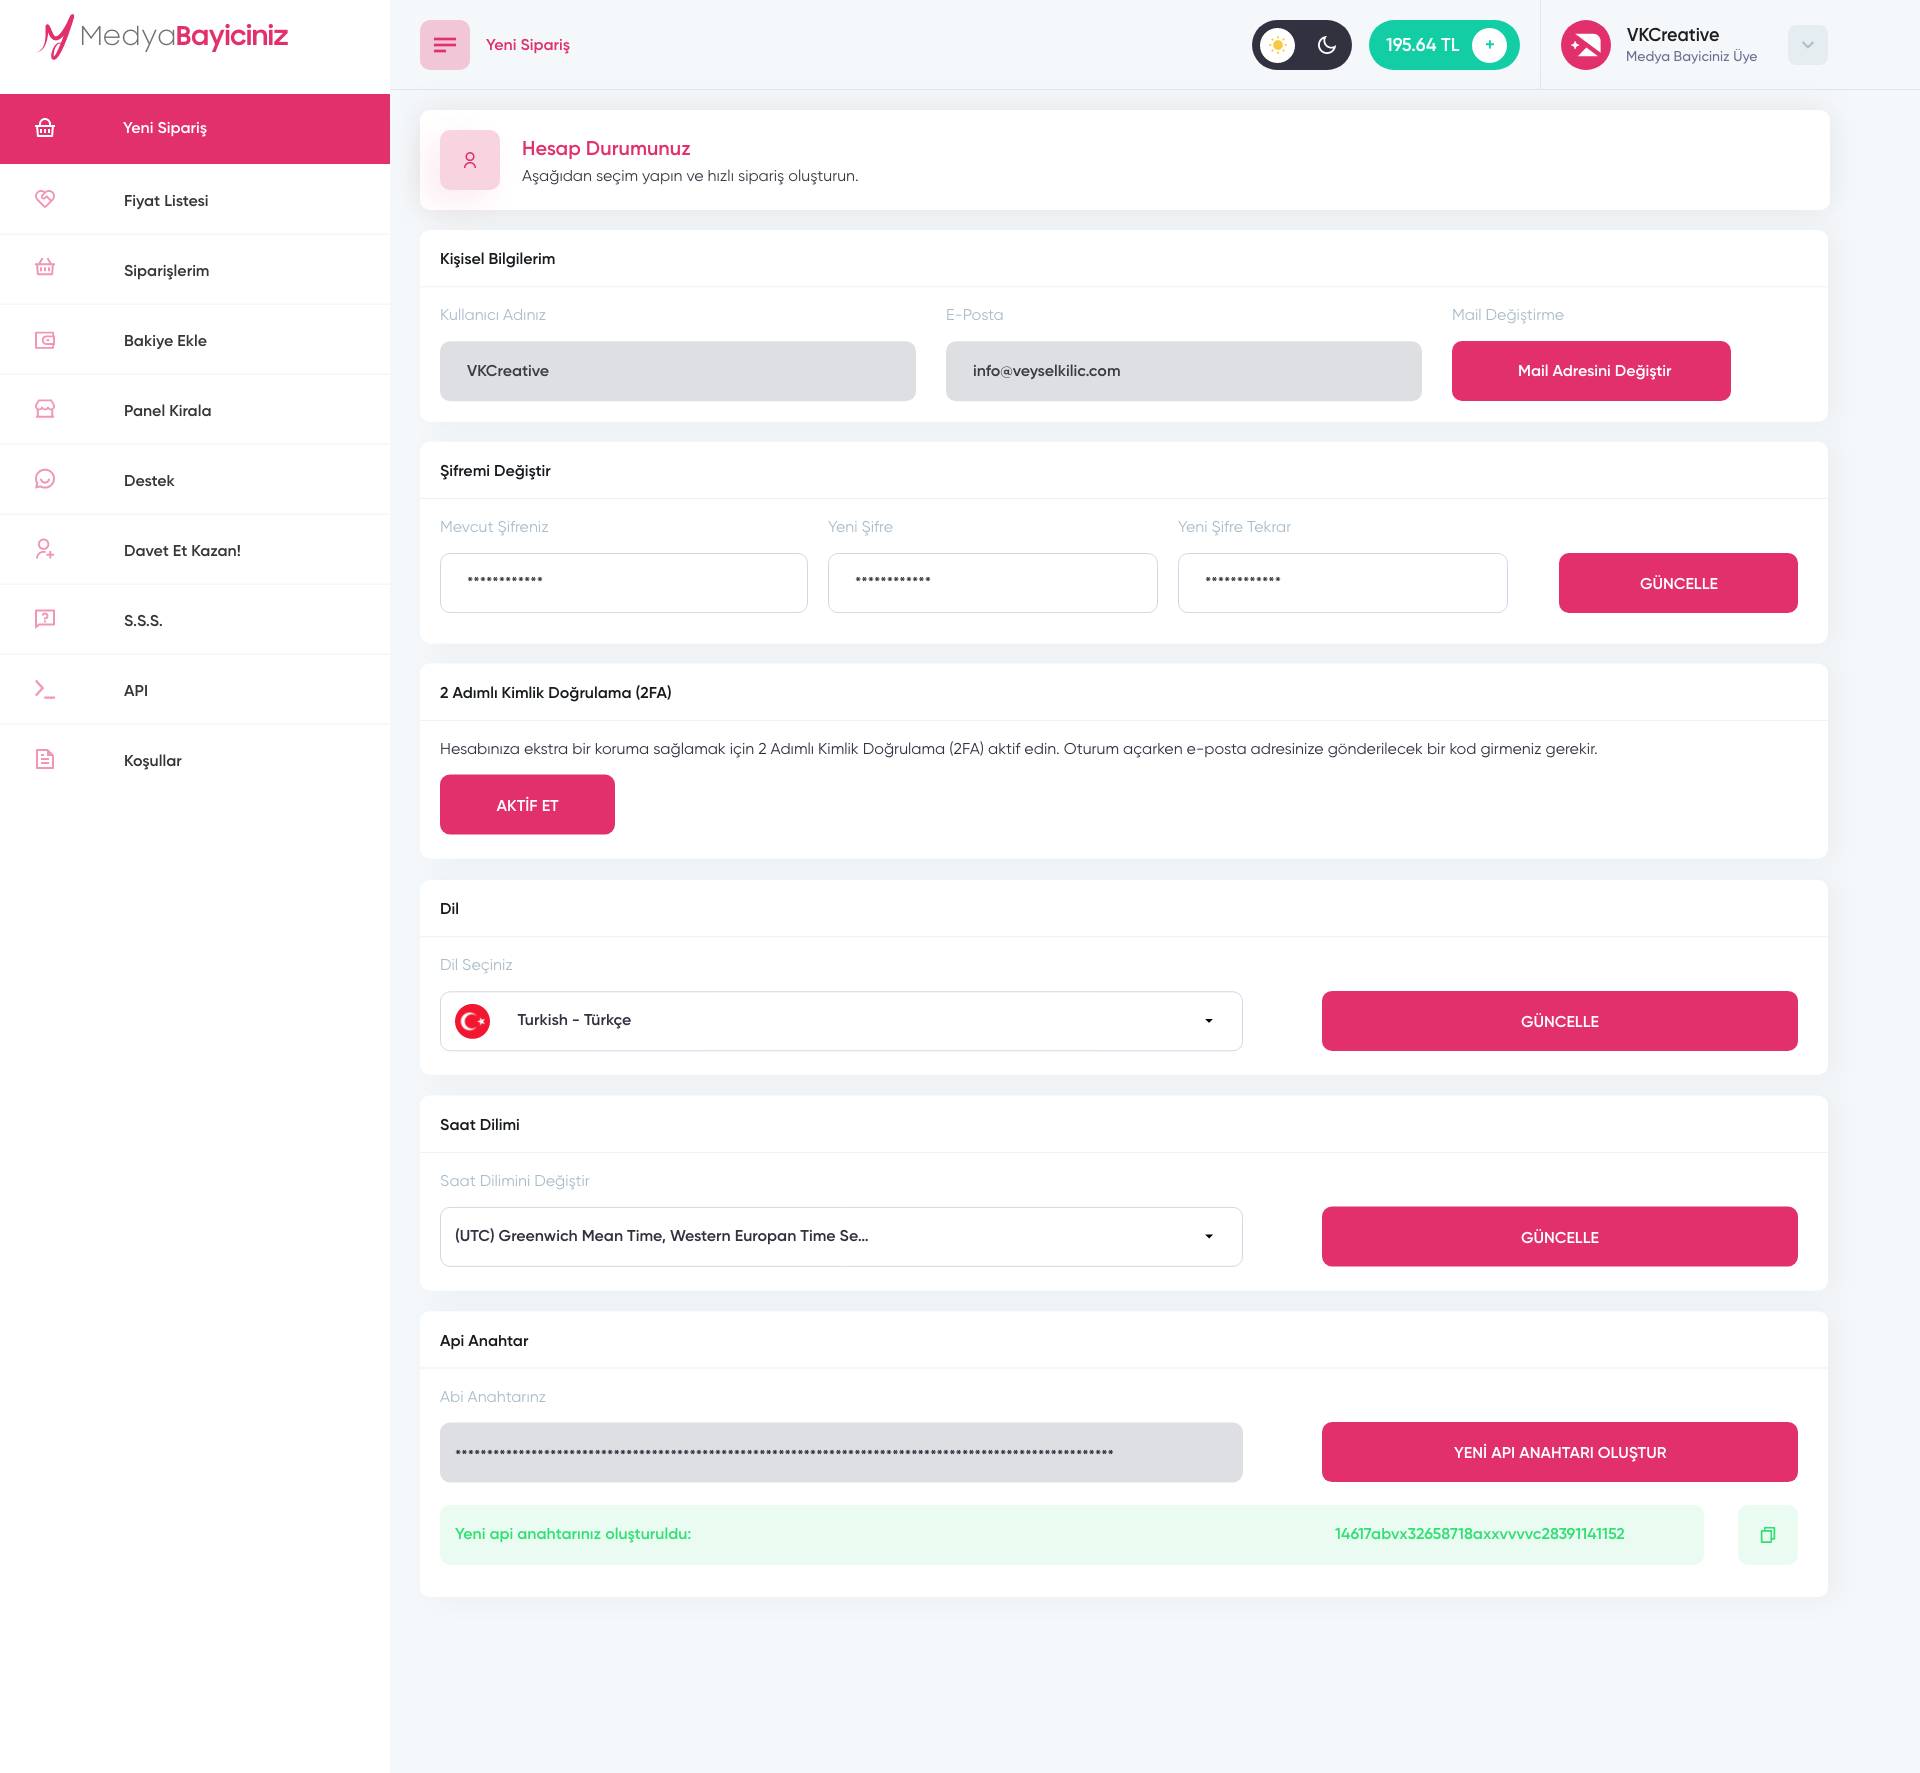 MedyaBayiciniz
Yeni Sipariş
Fiyat Listesi
Siparişlerim
Bakiye Ekle
Panel Kirala
Destek
Davet Et Kazan!
S.S.S.
API
Koşullar
Yeni Sipariş
195.64 TL +
VKCreative
Medya Bayiciniz Üye
Hesap Durumunuz
Aşağıdan seçim yapın ve hızlı sipariş oluşturun.
Kişisel Bilgilerim
Kullanıcı Adınız E-Posta Mail Değiştirme
VKCreative info@veyselkilic.com Mail Adresini Değiştir
Şifremi Değiştir
Mevcut Şifreniz Yeni Şifre Yeni Şifre Tekrar
************ ************ ************ GÜNCELLE
2 Adımlı Kimlik Doğrulama (2FA)
Hesabınıza ekstra bir koruma sağlamak için 2 Adımlı Kimlik Doğrulama (2FA) aktif edin. Oturum açarken e-posta adresinize gönderilecek bir kod girmeniz gerekir.
AKTİF ET
Dil
Dil Seçiniz
Turkish - Türkçe GÜNCELLE
Saat Dilimi
Saat Dilimini Değiştir
(UTC) Greenwich Mean Time, Western Europan Time Se... GÜNCELLE
Api Anahtar
Abi Anahtarınz
******************************************************************************************************** YENİ API ANAHTARI OLUŞTUR
Yeni api anahtarınız oluşturuldu: 14617abvx32658718axxvvvvc28391141152